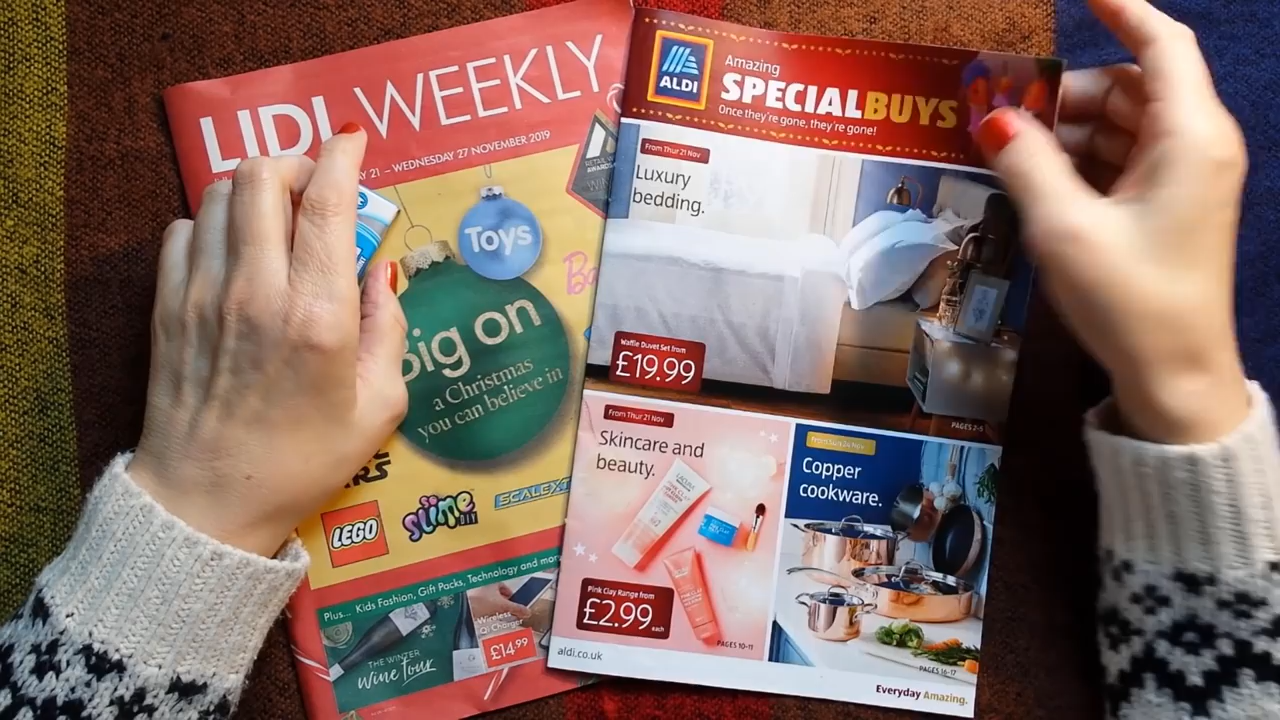 LIDL WEEKLY
AY 21 – WEDNESDAY 27 NOVEMBER 2019
Toys
Big on
a Christmas
you can believe in
LEGO
Slime
DIY
SCALEXT
Plus... Kids Fashion, Gift Packs, Technology and more
THE WINTER
Wine Tour
Wireless
Qi Charger
£14.99
ALDI
Amazing
SPECIALBUYS
Once they're gone, they're gone!
From Thur 21 Nov
Luxury
bedding.
Waffle Duvet Set from
£19.99
PAGES 2-5
From Thur 21 Nov
Skincare and
beauty.
Pink Clay Range from
£2.99 each
PAGES 10-11
From Sun 24 Nov
Copper
cookware.
PAGES 16-17
aldi.co.uk
Everyday Amazing.